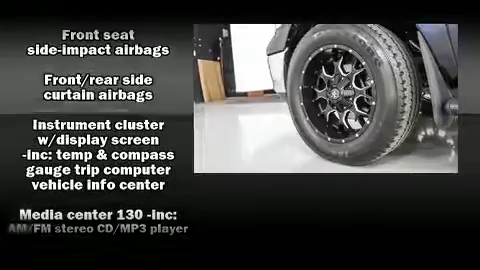 Front seat
side-impact airbags
Front/rear side
curtain airbags
Instrument cluster
w/display screen
-inc: temp & compass
gauge trip computer
vehicle info center
Media center 130 -inc:
AM/FM stereo CD/MP3 player